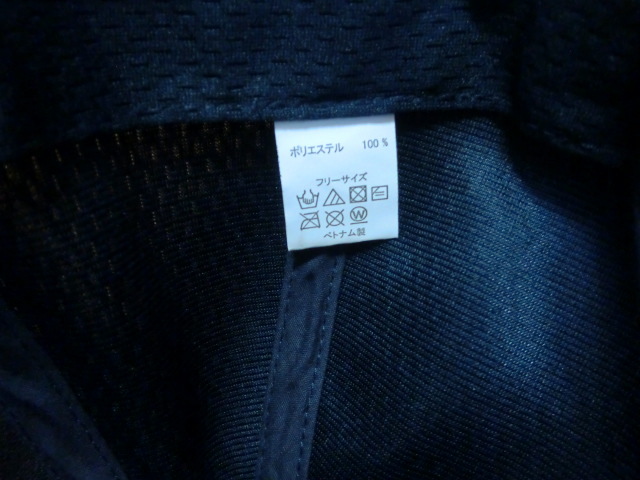 ポリエステル 100 %
フリーサイズ
W
ベトナム製